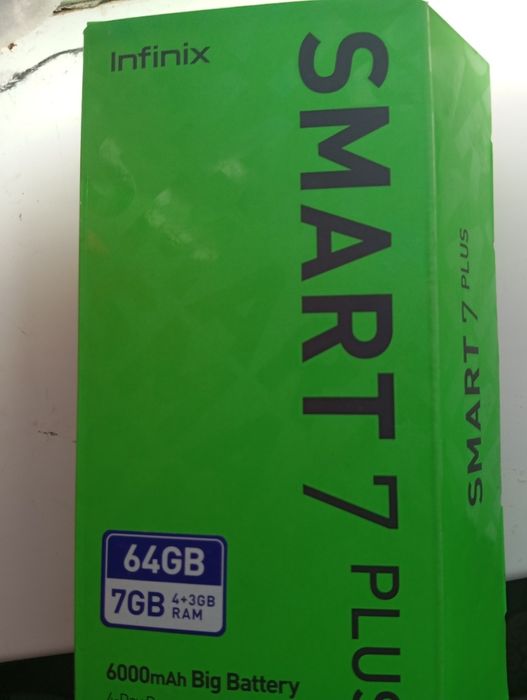 Infinix
SMART 7 PLUS
SMART 7 PLUS
64GB
7GB 4+3GB RAM
6000mAh Big Battery